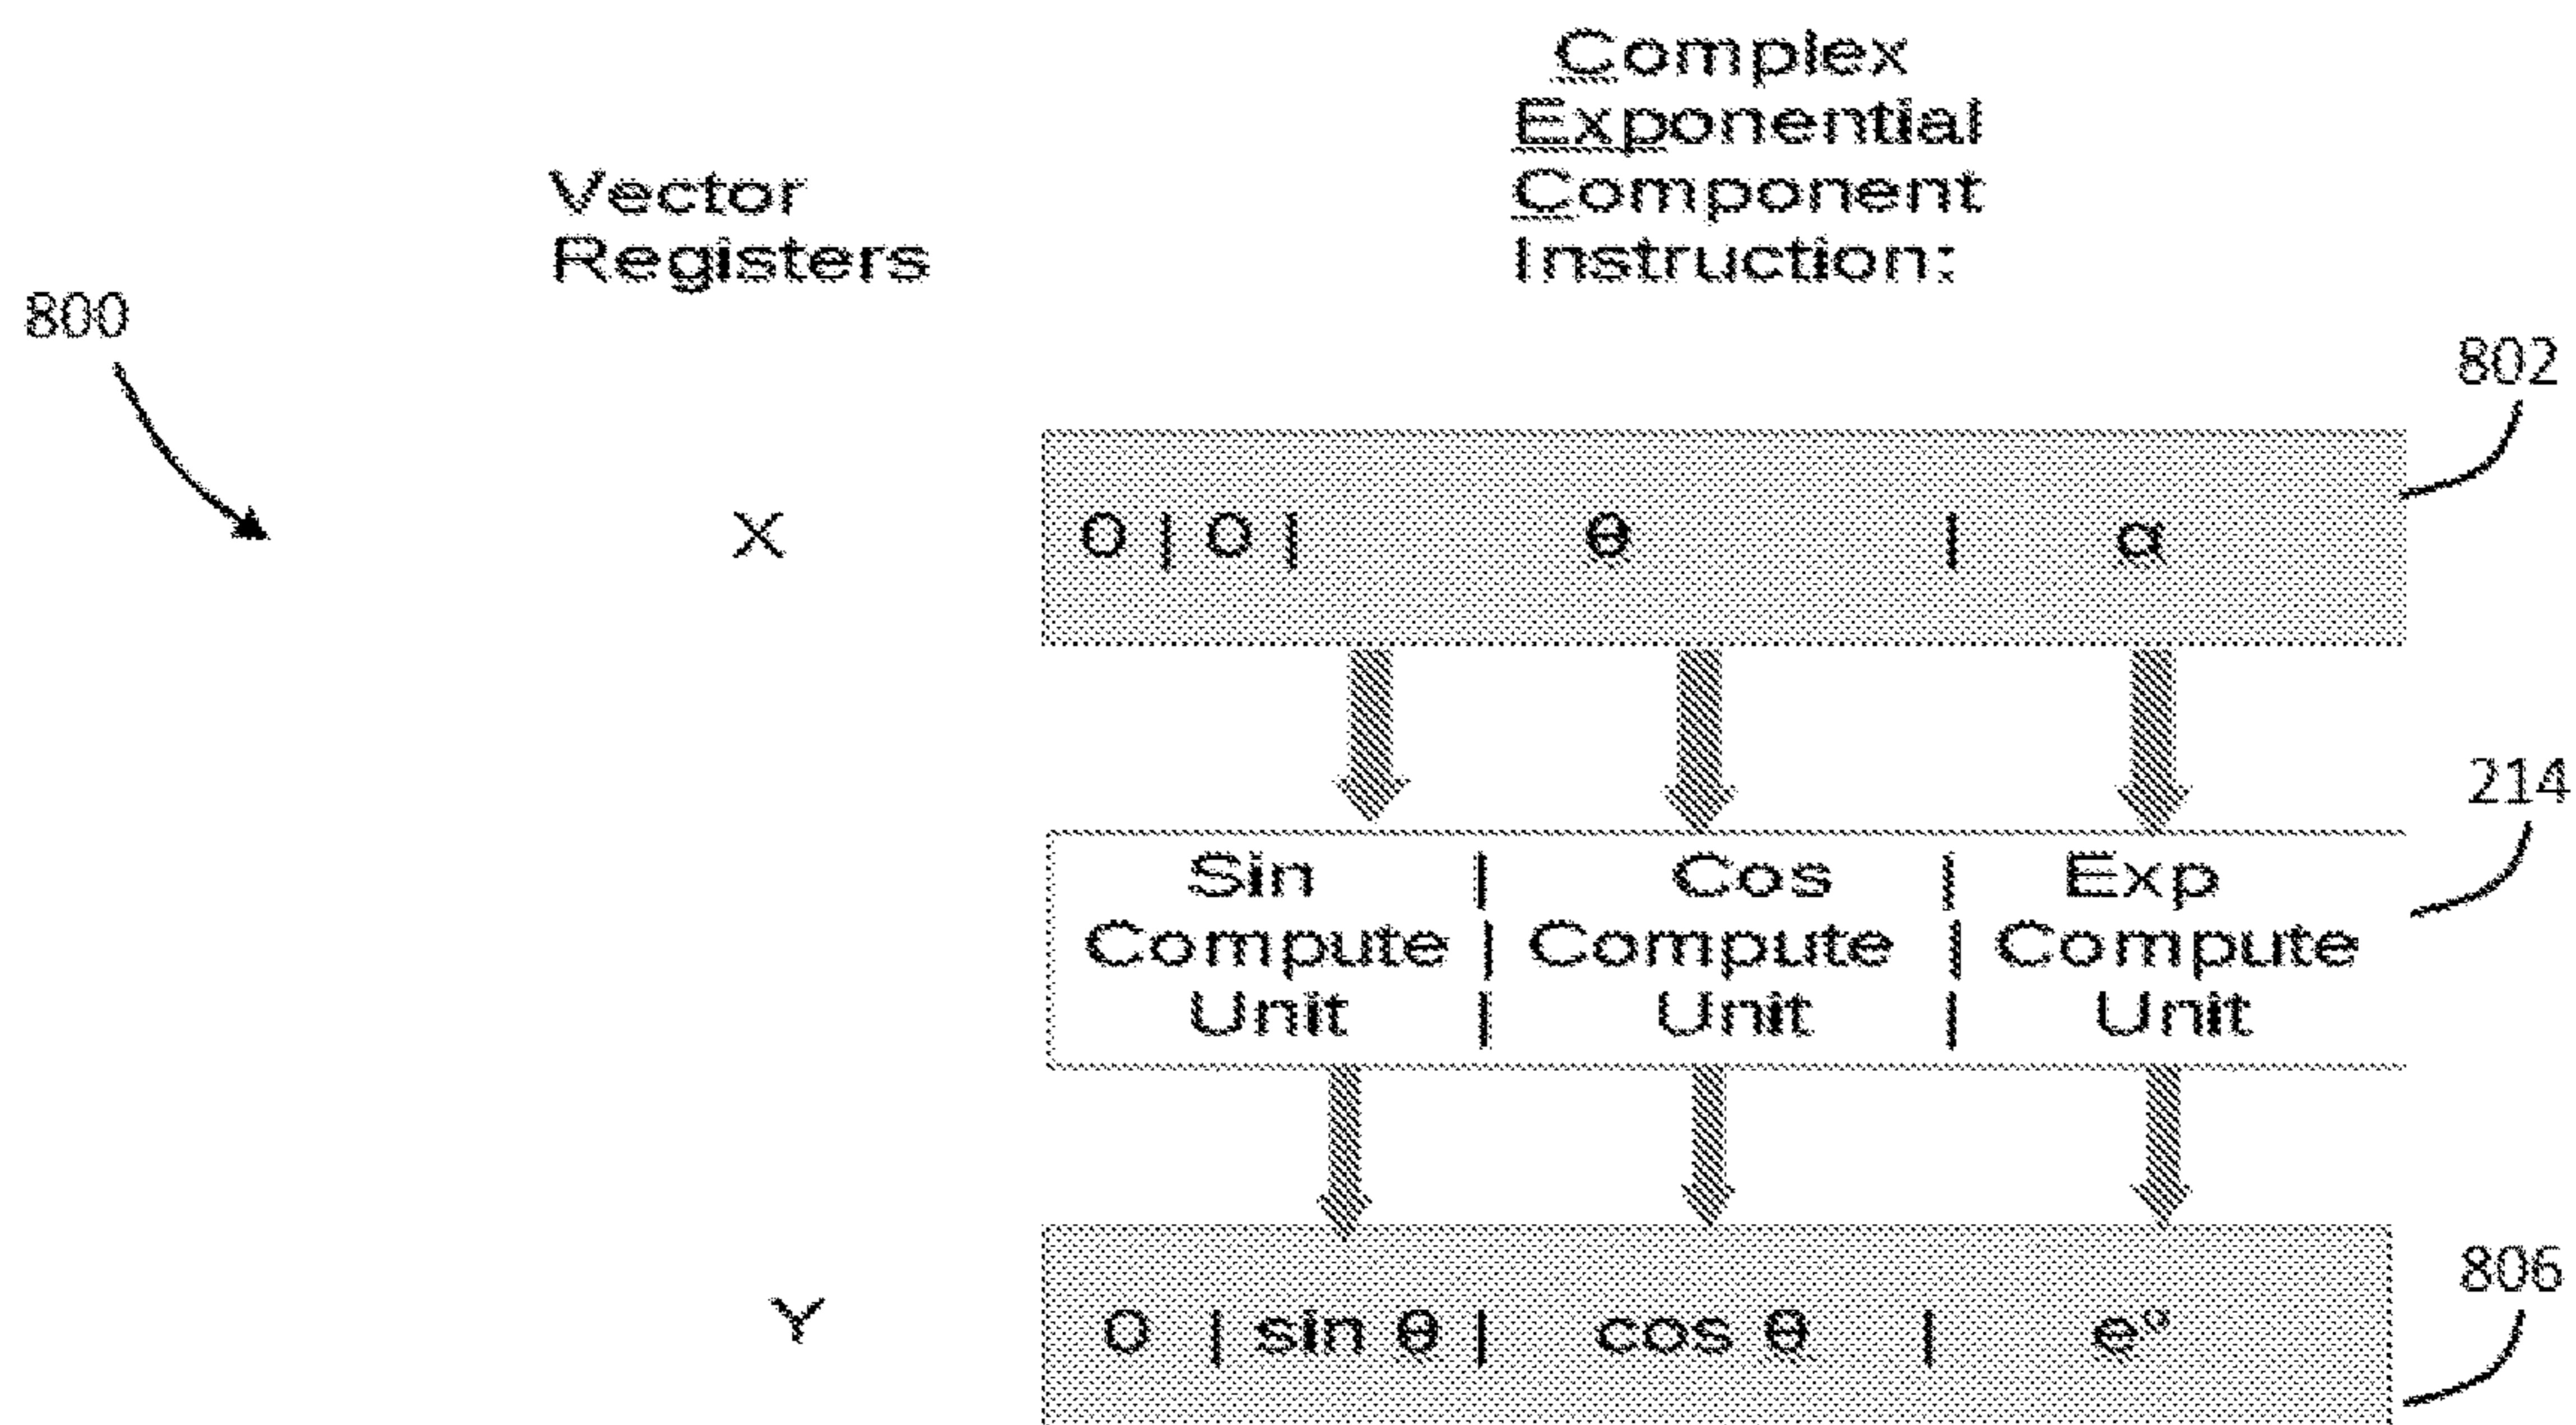 Complex
Exponential
Component
Instruction:
Vector
Registers
800
802
X
0 | 0 | θ | α
214
Sin | Cos | Exp
Compute | Compute | Compute
Unit | Unit | Unit
806
Y
0 | sin θ | cos θ | eᵅ